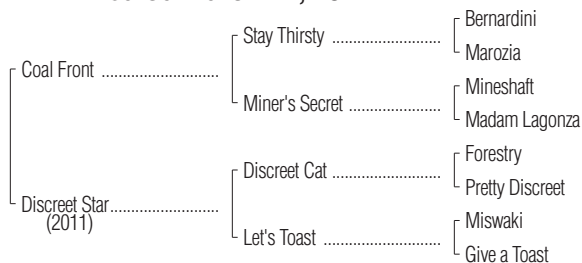 Bernardini
Stay Thirsty ..........................
Marozia
Coal Front ............................
Mineshaft
Miner's Secret ......................
Madam Lagonza
Forestry
Discreet Cat ..........................
Pretty Discreet
Discreet Star..........................
(2011)
Miswaki
Let's Toast ............................
Give a Toast